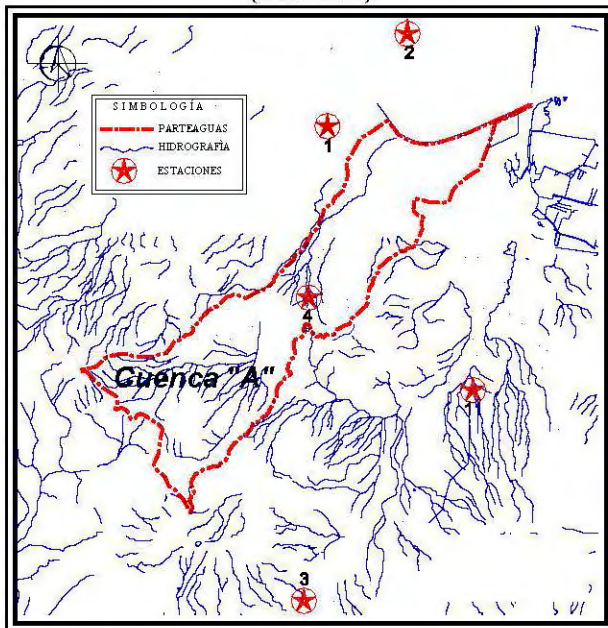 2
SIMBOLOGÍA
PARTEAGUAS
HIDROGRAFÍA
ESTACIONES
1
4
Cuenca "A"
11
3